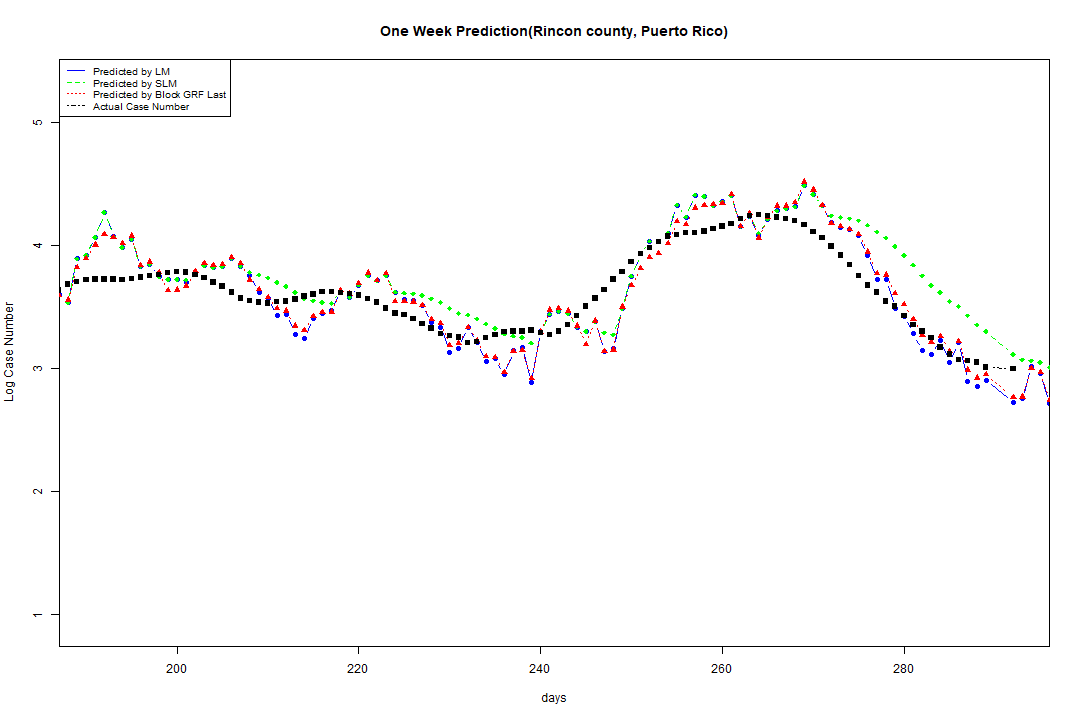 One Week Prediction(Rincon county, Puerto Rico)
Predicted by LM
Predicted by SLM
Predicted by Block GRF Last
Actual Case Number
5
4
3
2
1
Log Case Number
200 220 240 260 280
days